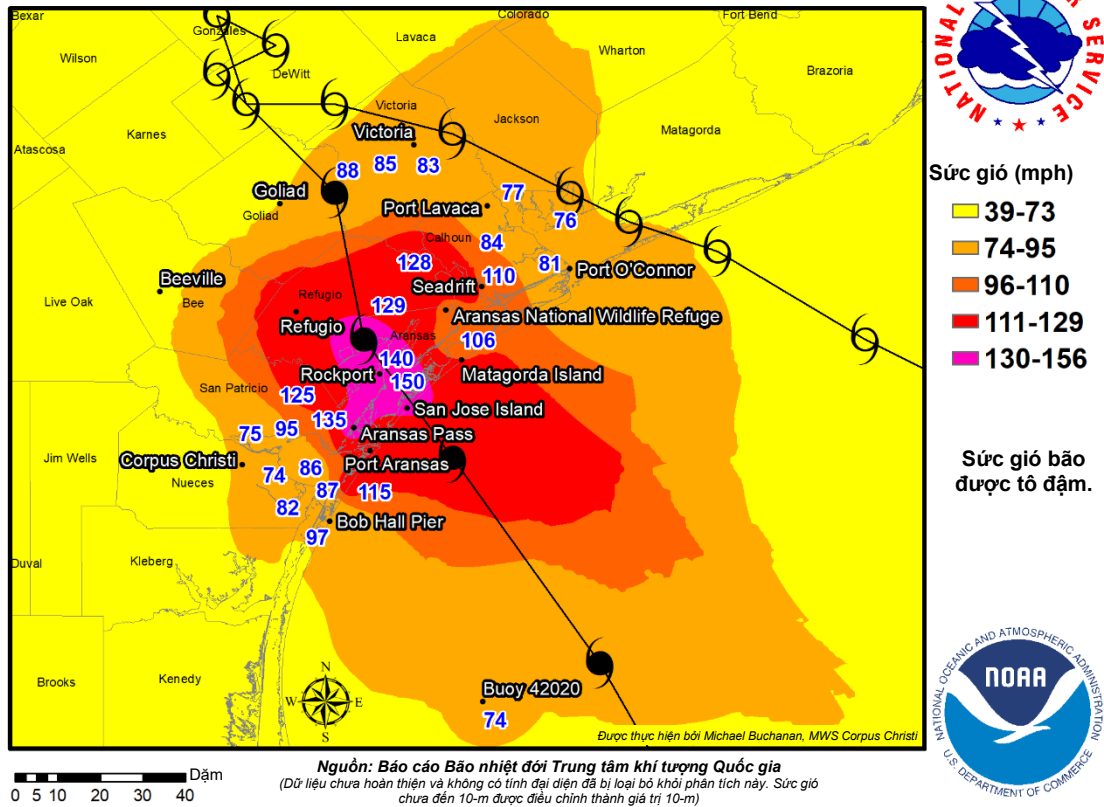 Bexar
Gonzales
Colorado
Fort Bend
Lavaca
Wharton
Wilson
DeWitt
Brazoria
Victoria
Jackson
Matagorda
Karnes
Atascosa
Victoria
88 85 83
Goliad
Goliad
77
Port Lavaca
76
Calhoun
84
128
81
Port O'Connor
110
Seadrift
Beeville
Bee
Live Oak
Refugio
129
Aransas National Wildlife Refuge
Refugio
Aransas
106
140
Rockport
150
Matagorda Island
San Patricio
125
San Jose Island
135
95
75
Aransas Pass
Jim Wells
Corpus Christi
86
Port Aransas
74
Nueces
87
115
82
Bob Hall Pier
97
Duval
Kleberg
Brooks
Kenedy
N
W E
S
Buoy 42020
74
Được thực hiện bởi Michael Buchanan, MWS Corpus Christi
Sức gió (mph)
39-73
74-95
96-110
111-129
130-156
Sức gió bão
được tô đậm.
NATIONAL
SERVICE
NATIONAL OCEANIC AND ATMOSPHERIC ADMINISTRATION
NOAA
U.S. DEPARTMENT OF COMMERCE
Dặm
0 5 10 20 30 40
Nguồn: Báo cáo Bão nhiệt đới Trung tâm khí tượng Quốc gia
(Dữ liệu chưa hoàn thiện và không có tính đại diện đã bị loại bỏ khỏi phân tích này. Sức gió
chưa đến 10-m được điều chỉnh thành giá trị 10-m)